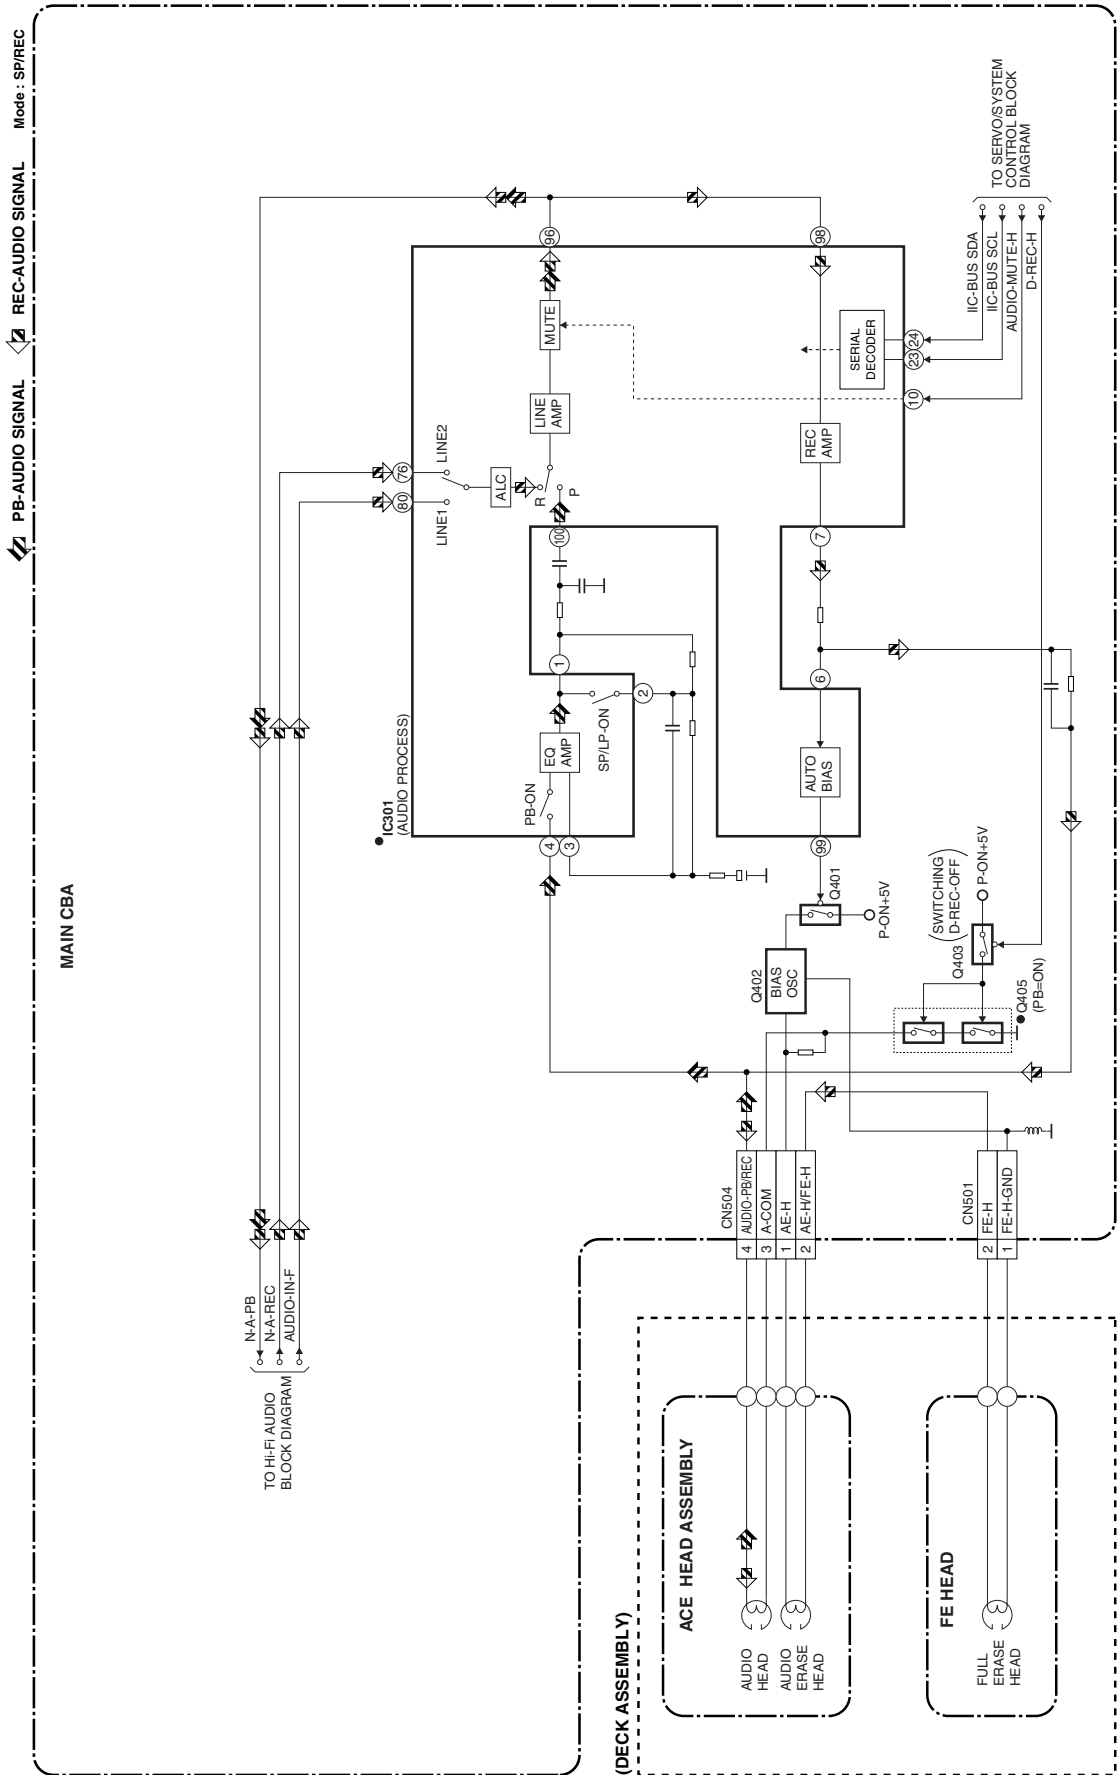 Mode : SP/REC
PB-AUDIO SIGNAL
REC-AUDIO SIGNAL
MAIN CBA
TO Hi-Fi AUDIO
BLOCK DIAGRAM
N-A-PB
N-A-REC
AUDIO-IN-F
IC301
(AUDIO PROCESS)
80
76
LINE1
LINE2
ALC
R
P
LINE
AMP
MUTE
96
100
1
4
3
PB-ON
EQ
AMP
SP/LP-ON
2
98
SERIAL
DECODER
24
23
10
REC
AMP
7
6
AUTO
BIAS
99
IIC-BUS SDA
IIC-BUS SCL
AUDIO-MUTE-H
D-REC-H
TO SERVO/SYSTEM
CONTROL BLOCK
DIAGRAM
Q401
P-ON+5V
Q402
BIAS
OSC
SWITCHING
D-REC-OFF
P-ON+5V
Q403
Q405
(PB=ON)
CN504
4 AUDIO-PB/REC
3 A-COM
1 AE-H
2 AE-H/FE-H
CN501
2 FE-H
1 FE-H-GND
(DECK ASSEMBLY)
ACE HEAD ASSEMBLY
AUDIO
HEAD
AUDIO
ERASE
HEAD
FE HEAD
FULL
ERASE
HEAD